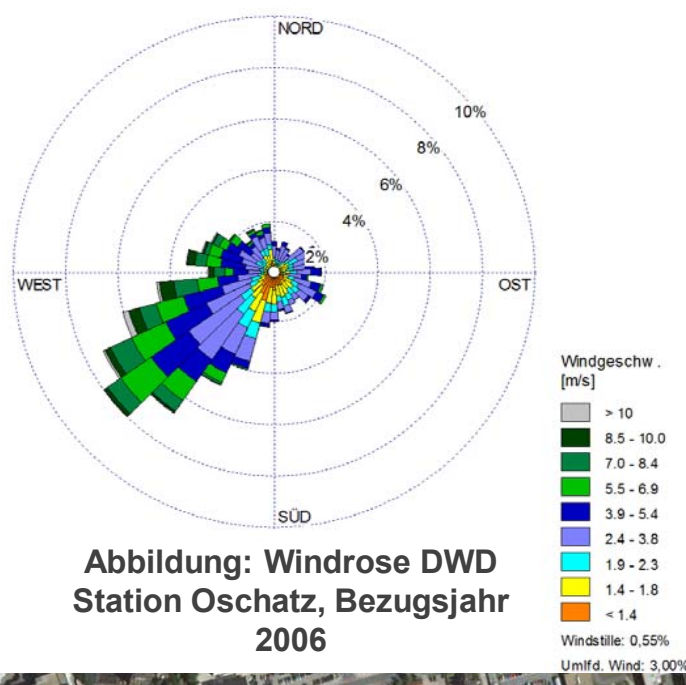 NORD
10%
8%
6%
4%
2%
WEST
OST
SÜD
Windgeschw.
[m/s]
> 10
8.5 - 10.0
7.0 - 8.4
5.5 - 6.9
3.9 - 5.4
2.4 - 3.8
1.9 - 2.3
1.4 - 1.8
< 1.4
Windstille: 0,55%
Umlfd. Wind: 3,00%
Abbildung: Windrose DWD
Station Oschatz, Bezugsjahr
2006